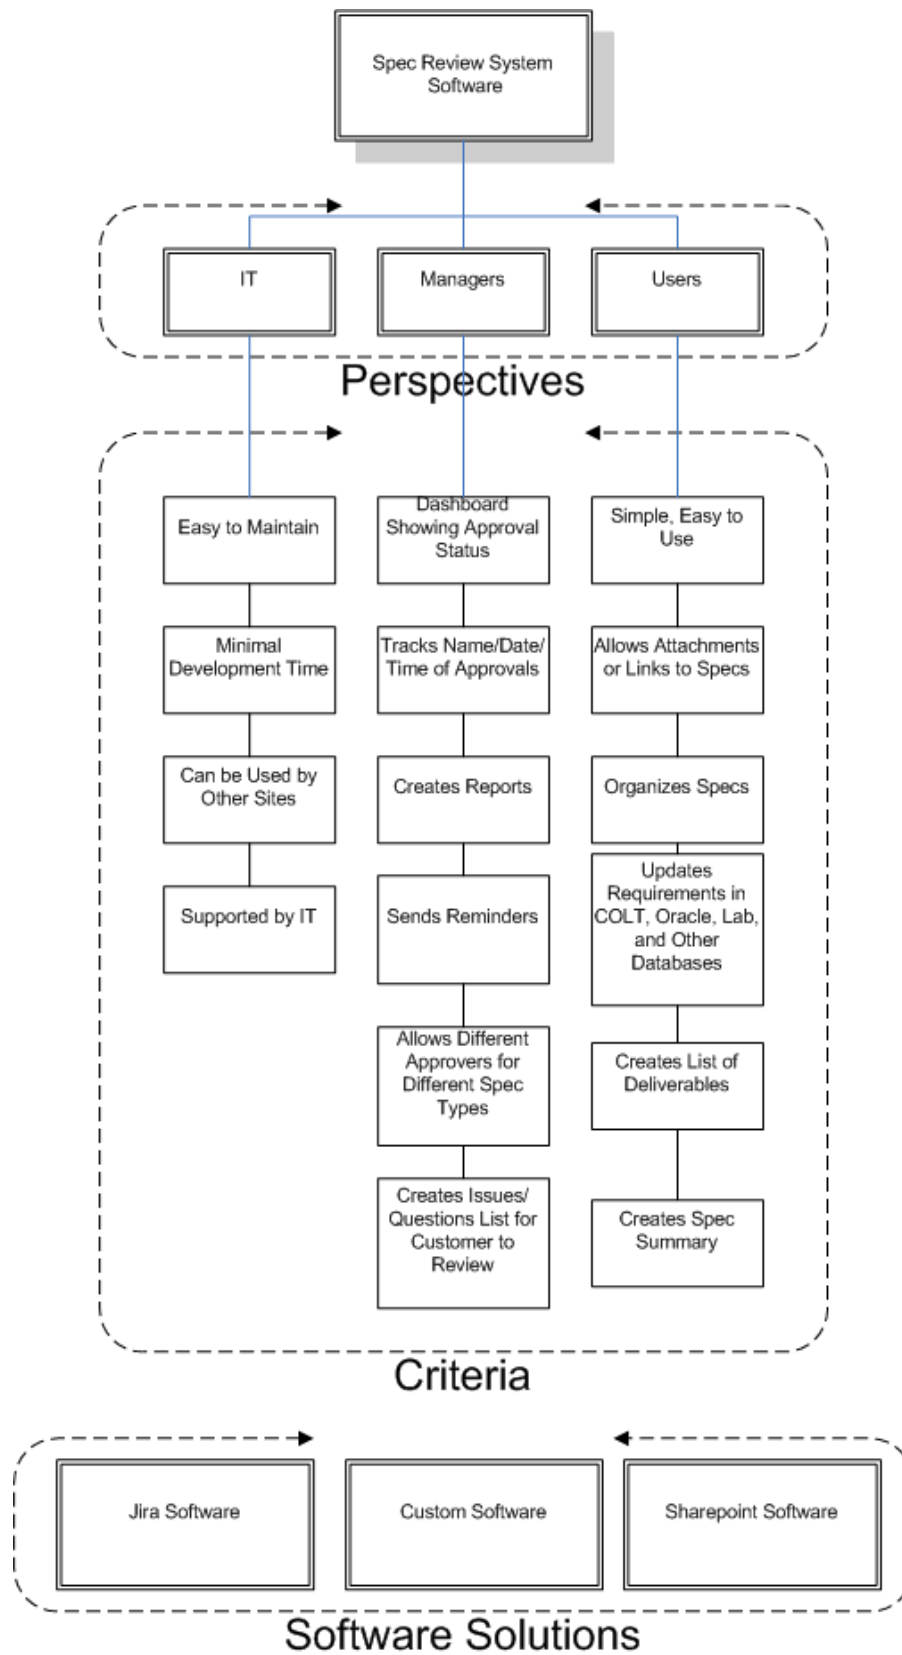 Spec Review System
Software
IT
Managers
Users
Perspectives
Easy to Maintain
Minimal
Development Time
Can be Used by
Other Sites
Supported by IT
Dashboard
Showing Approval
Status
Tracks Name/Date/
Time of Approvals
Creates Reports
Sends Reminders
Allows Different
Approvers for
Different Spec
Types
Creates Issues/
Questions List for
Customer to
Review
Simple, Easy to
Use
Allows Attachments
or Links to Specs
Organizes Specs
Updates
Requirements in
COLT, Oracle, Lab,
and Other
Databases
Creates List of
Deliverables
Creates Spec
Summary
Criteria
Jira Software
Custom Software
Sharepoint Software
Software Solutions